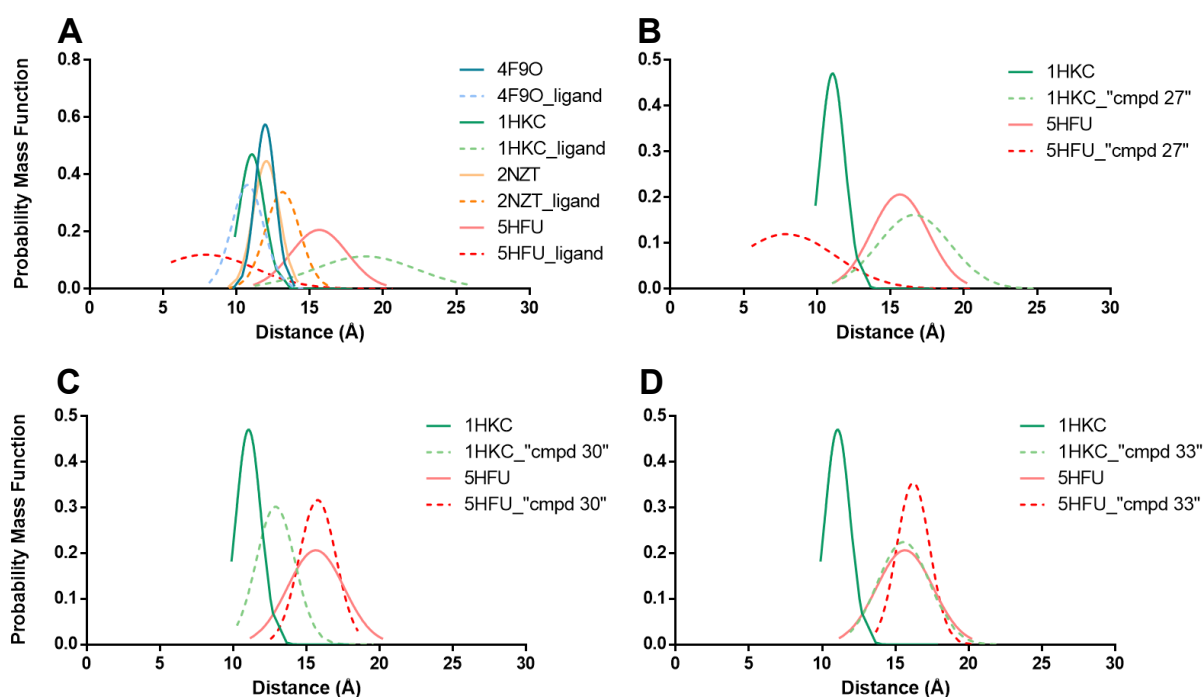 A
Probability Mass Function
0.8
0.6
0.4
0.2
0.0
0
5
10
15
20
25
30
Distance (Å)
4F9O
4F9O_ligand
1HKC
1HKC_ligand
2NZT
2NZT_ligand
5HFU
5HFU_ligand
B
0.5
0.4
0.3
0.2
0.1
0.0
0
5
10
15
20
25
30
Distance (Å)
1HKC
1HKC_"cmpd 27"
5HFU
5HFU_"cmpd 27"
C
Probability Mass Function
0.5
0.4
0.3
0.2
0.1
0.0
0
5
10
15
20
25
30
Distance (Å)
1HKC
1HKC_"cmpd 30"
5HFU
5HFU_"cmpd 30"
D
0.5
0.4
0.3
0.2
0.1
0.0
0
5
10
15
20
25
30
Distance (Å)
1HKC
1HKC_"cmpd 33"
5HFU
5HFU_"cmpd 33"